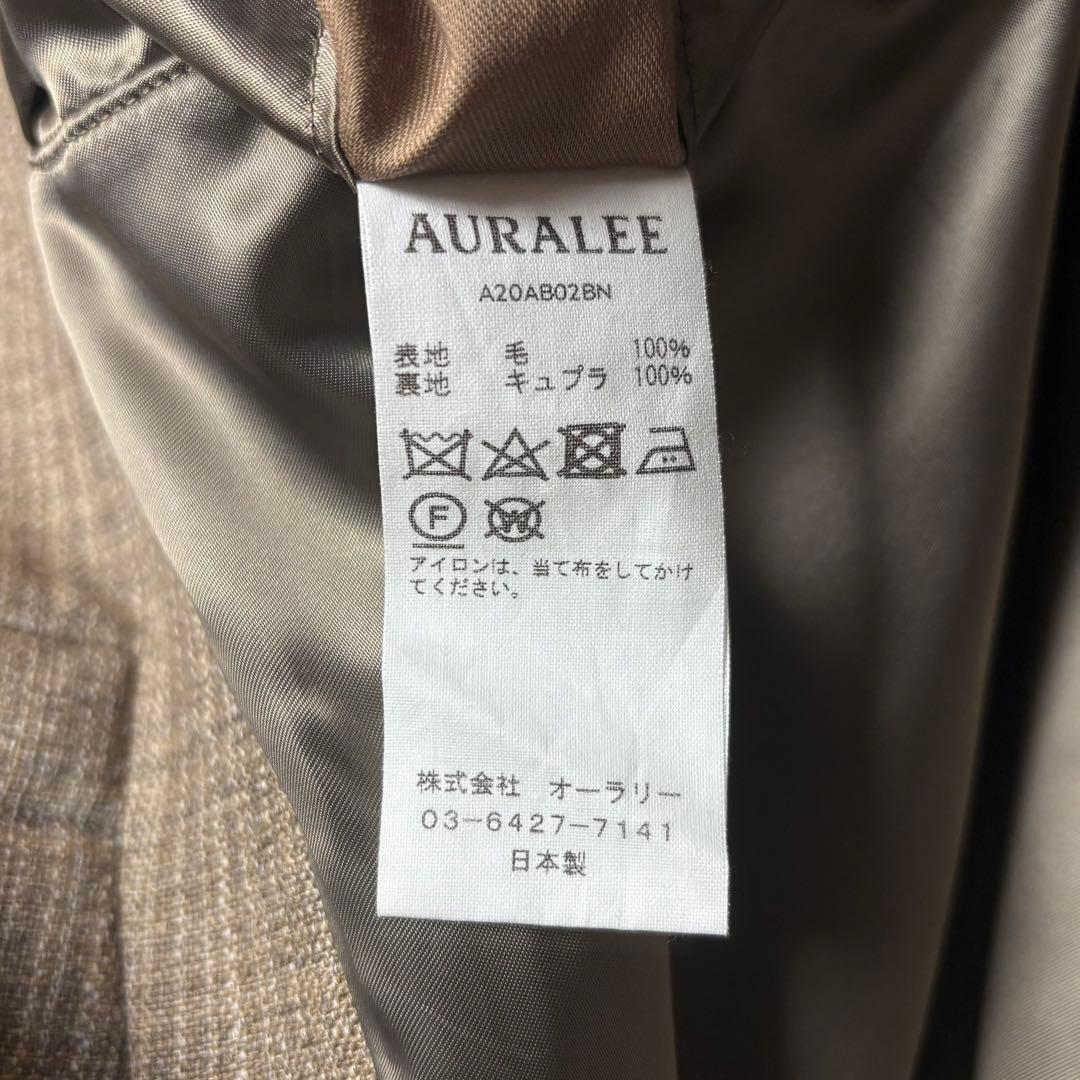 AURALEE
A20AB02BN
表地 毛 100%
裏地 キュプラ 100%
F W
アイロンは、当て布をしてかけ
てください。
株式会社 オーラリー
03-6427-7141
日本製